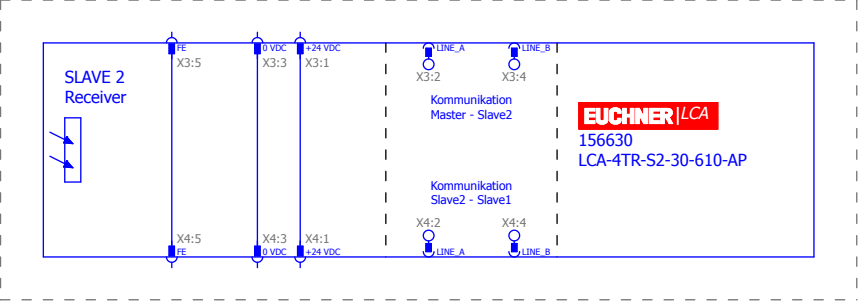 FE
0 VDC
+24 VDC
LINE_A
LINE_B
X3:5
X3:3
X3:1
X3:2
X3:4
SLAVE 2
Receiver
Kommunikation
Master - Slave2
EUCHNER|LCA
156630
LCA-4TR-S2-30-610-AP
Kommunikation
Slave2 - Slave1
X4:5
X4:3
X4:1
X4:2
X4:4
FE
0 VDC
+24 VDC
LINE_A
LINE_B